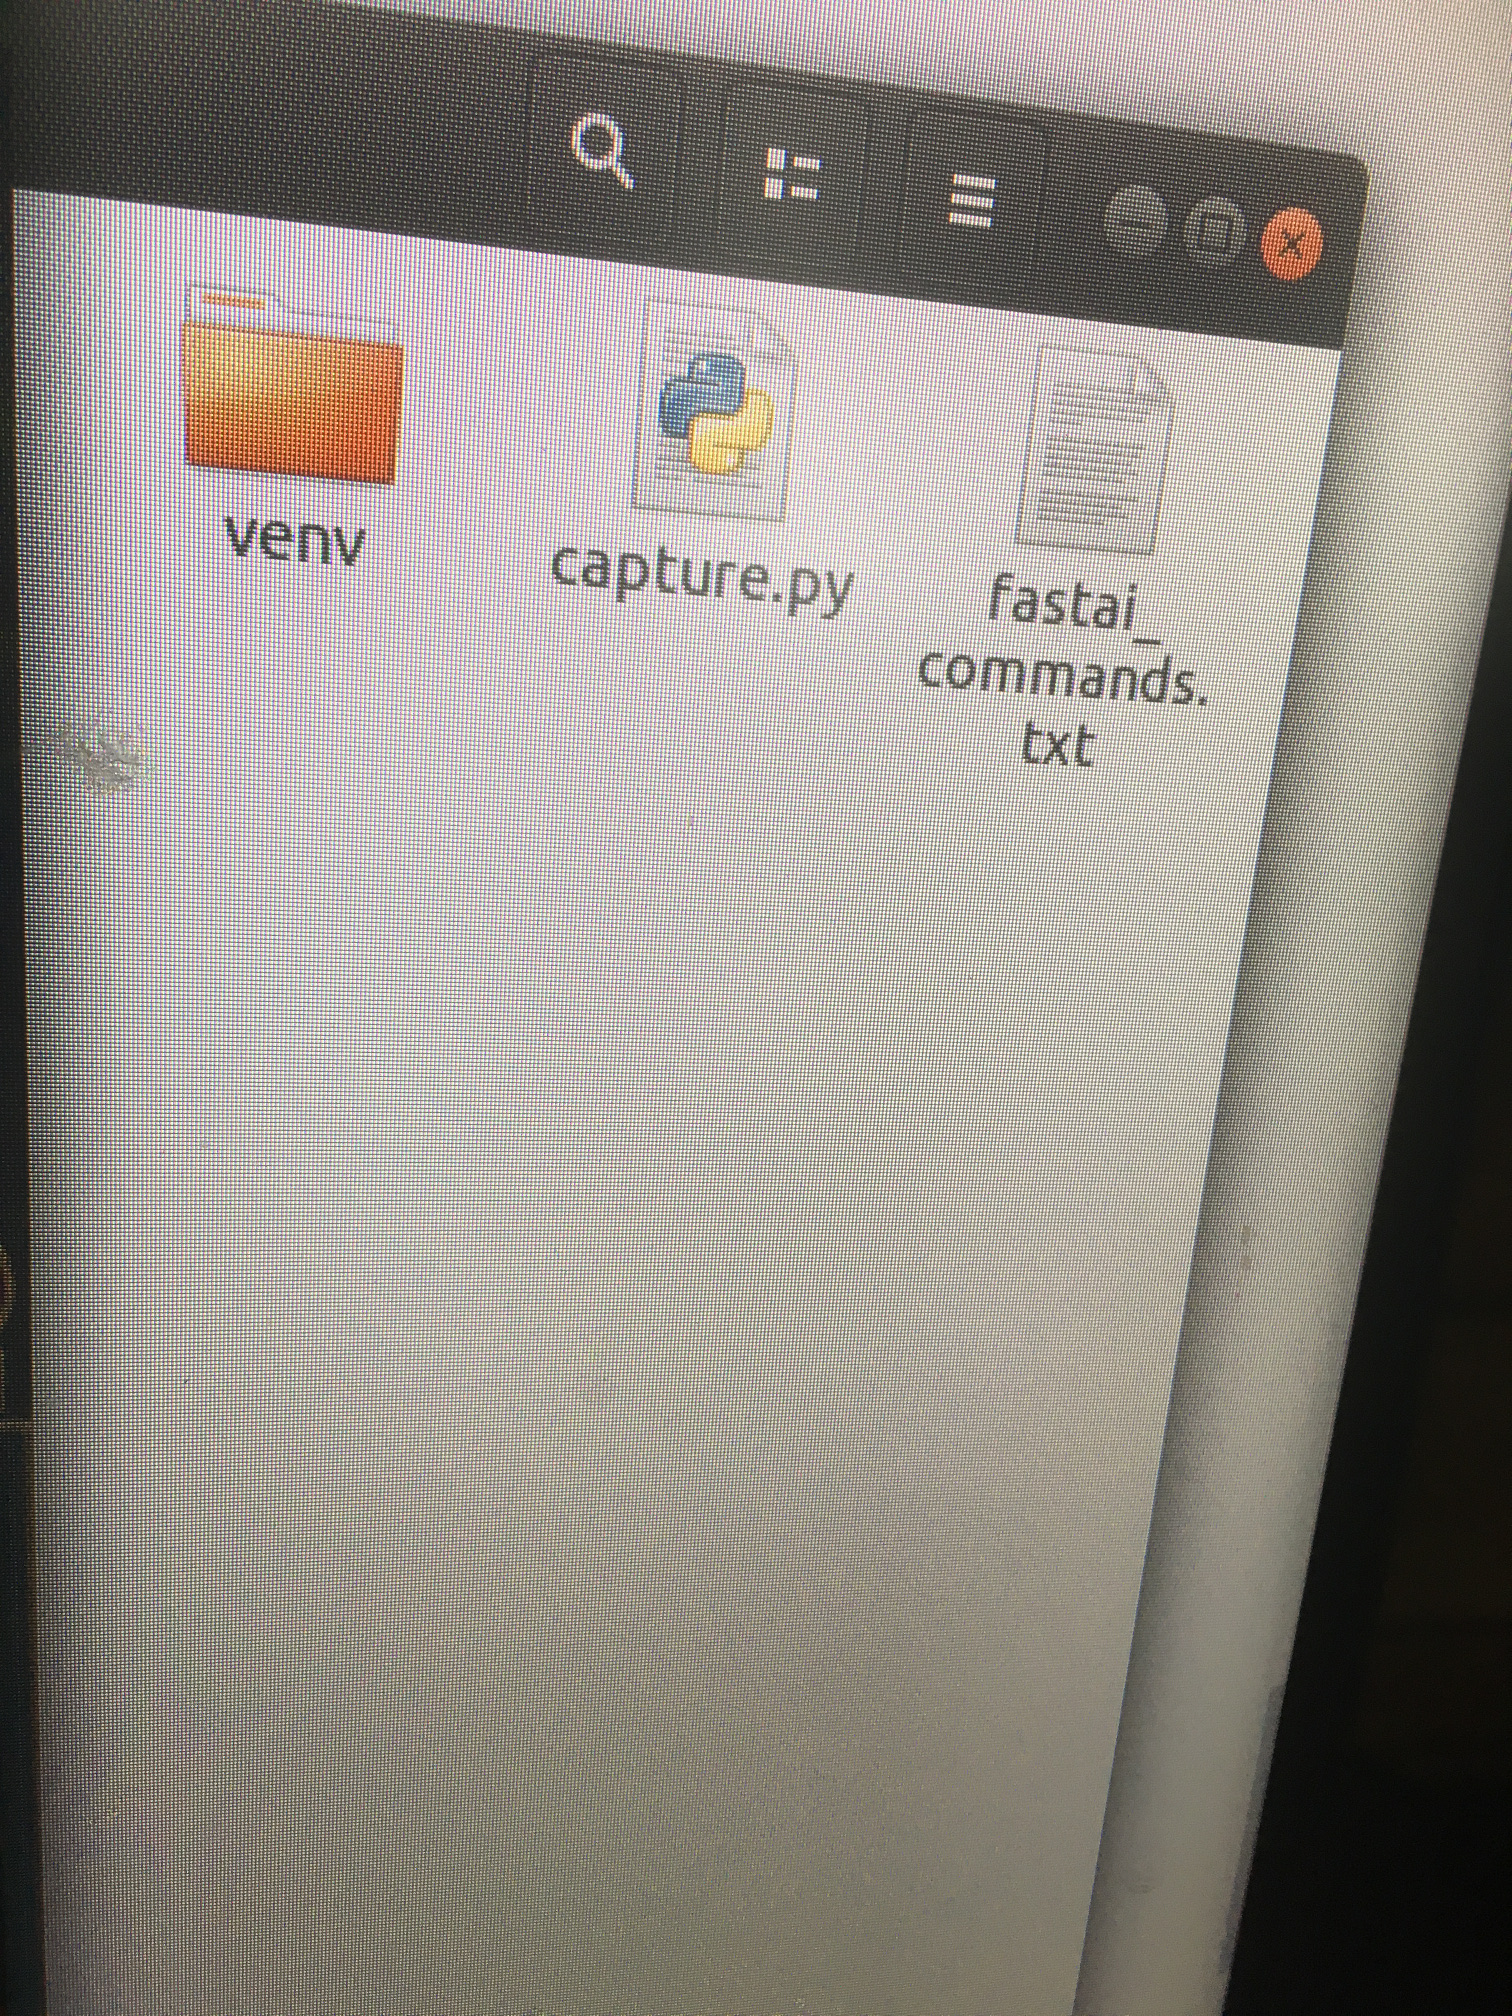 venv
capture.py
fastai_
commands.
txt